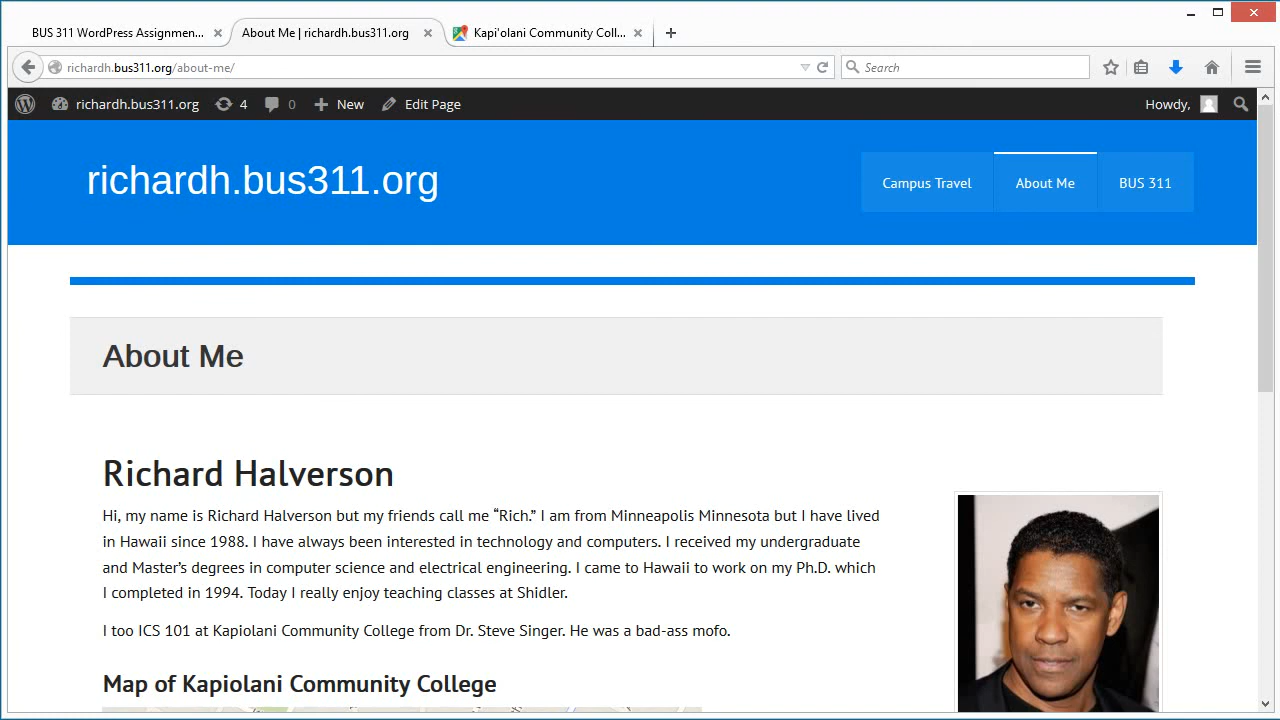 BUS 311 WordPress Assignmen...
About Me | richardh.bus311.org
Kapi'olani Community Coll...
richardh.bus311.org/about-me/
Search
richardh.bus311.org
4
0
New
Edit Page
Howdy,
richardh.bus311.org
Campus Travel
About Me
BUS 311
About Me
Richard Halverson
Hi, my name is Richard Halverson but my friends call me “Rich.” I am from Minneapolis Minnesota but I have lived
in Hawaii since 1988. I have always been interested in technology and computers. I received my undergraduate
and Master’s degrees in computer science and electrical engineering. I came to Hawaii to work on my Ph.D. which
I completed in 1994. Today I really enjoy teaching classes at Shidler.
I too ICS 101 at Kapiolani Community College from Dr. Steve Singer. He was a bad-ass mofo.
Map of Kapiolani Community College